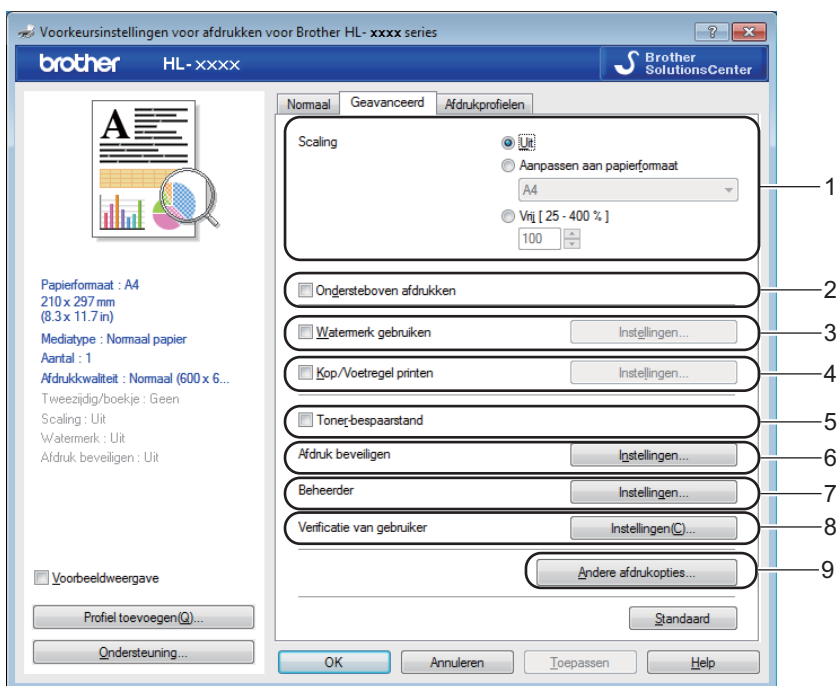 Voorkeursinstellingen voor afdrukken voor Brother HL- xxxx series
brother HL-xxxx
Brother
SolutionsCenter
Normaal Geavanceerd Afdrukprofielen
Scaling
Uit
Aanpassen aan papierformaat
A4
Vrij [ 25 - 400 % ]
100
1
Ondersteboven afdrukken
2
Watermerk gebruiken Instellingen...
3
Kop/Voetregel printen Instellingen...
4
Toner-bespaarstand
5
Afdruk beveiligen Instellingen...
6
Beheerder Instellingen...
7
Verificatie van gebruiker Instellingen(C)...
8
Andere afdrukopties...
9
Standaard
A
Papierformaat : A4
210 x 297 mm
(8.3 x 11.7 in)
Mediatype : Normaal papier
Aantal : 1
Afdrukkwaliteit : Normaal (600 x 6...
Tweezijdig/boekje : Geen
Scaling : Uit
Watermerk : Uit
Afdruk beveiligen : Uit
Voorbeeldweergave
Profiel toevoegen(Q)...
Ondersteuning...
OK Annuleren Toepassen Help